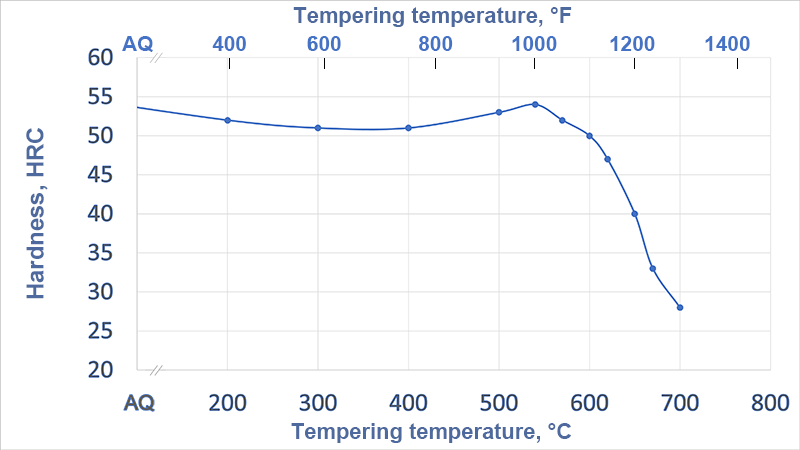 Tempering temperature, °F
AQ 400 600 800 1000 1200 1400
60
55
50
45
40
35
30
25
20
Hardness, HRC
AQ 200 300 400 500 600 700 800
Tempering temperature, °C